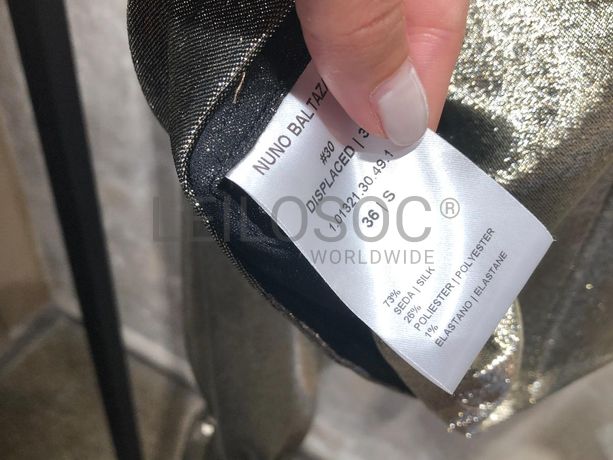 NUNO BALTAZ
#30
DISPLACED | 3
1.01321.30.49.1
36 | S
73%
SEDA | SILK
26%
POLIESTER | POLYESTER
1%
ELASTANO | ELASTANE
LEILOSOC®
WORLDWIDE